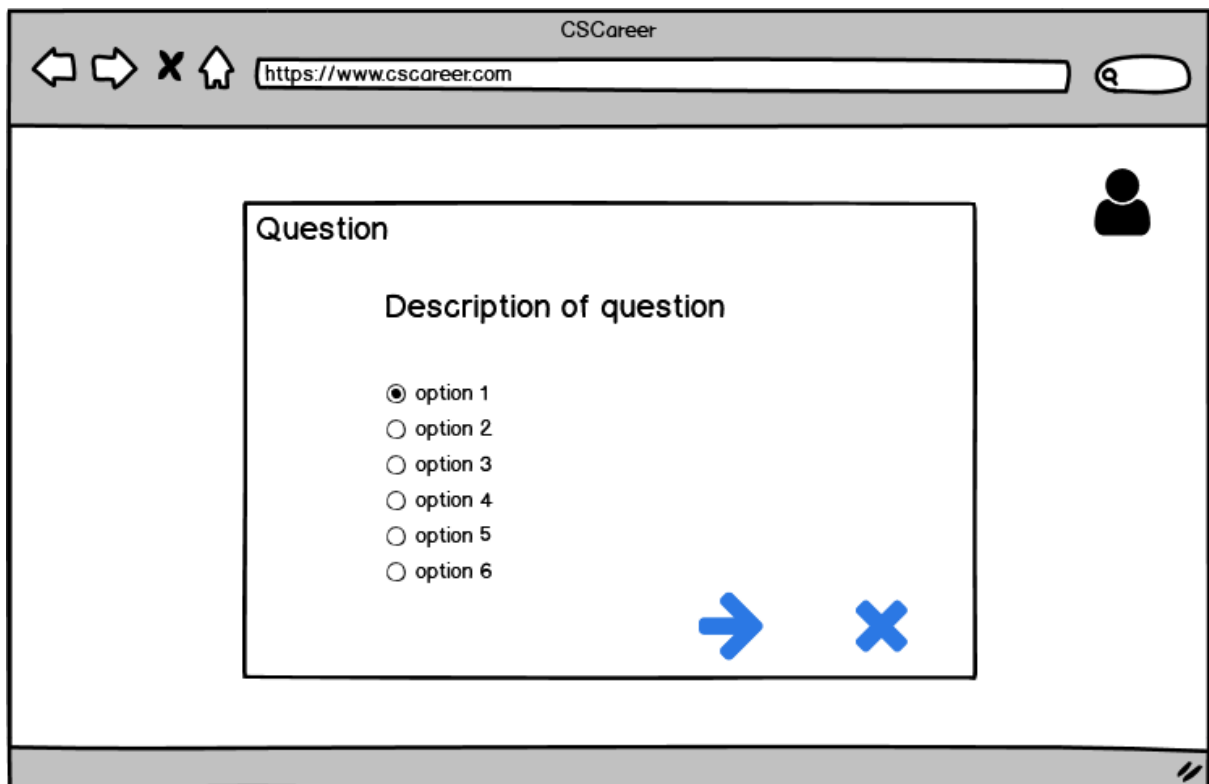 CSCareer
https://www.cscareer.com
Question
Description of question
option 1
option 2
option 3
option 4
option 5
option 6